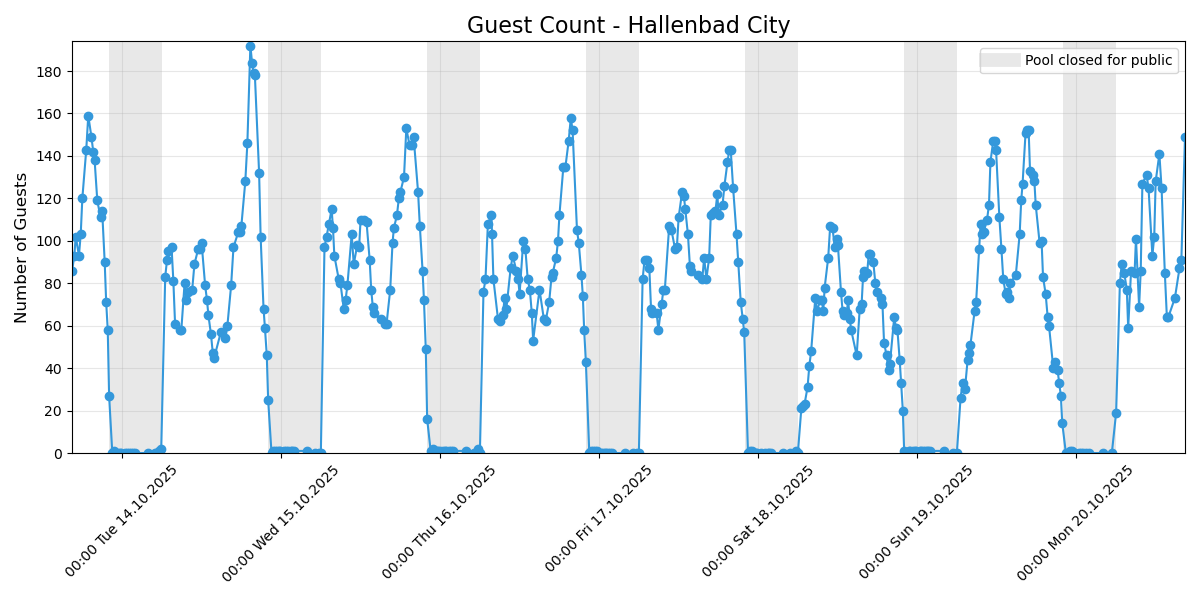 Guest Count - Hallenbad City
Pool closed for public
Number of Guests
180
160
140
120
100
80
60
40
20
0
00:00 Tue 14.10.2025
00:00 Wed 15.10.2025
00:00 Thu 16.10.2025
00:00 Fri 17.10.2025
00:00 Sat 18.10.2025
00:00 Sun 19.10.2025
00:00 Mon 20.10.2025